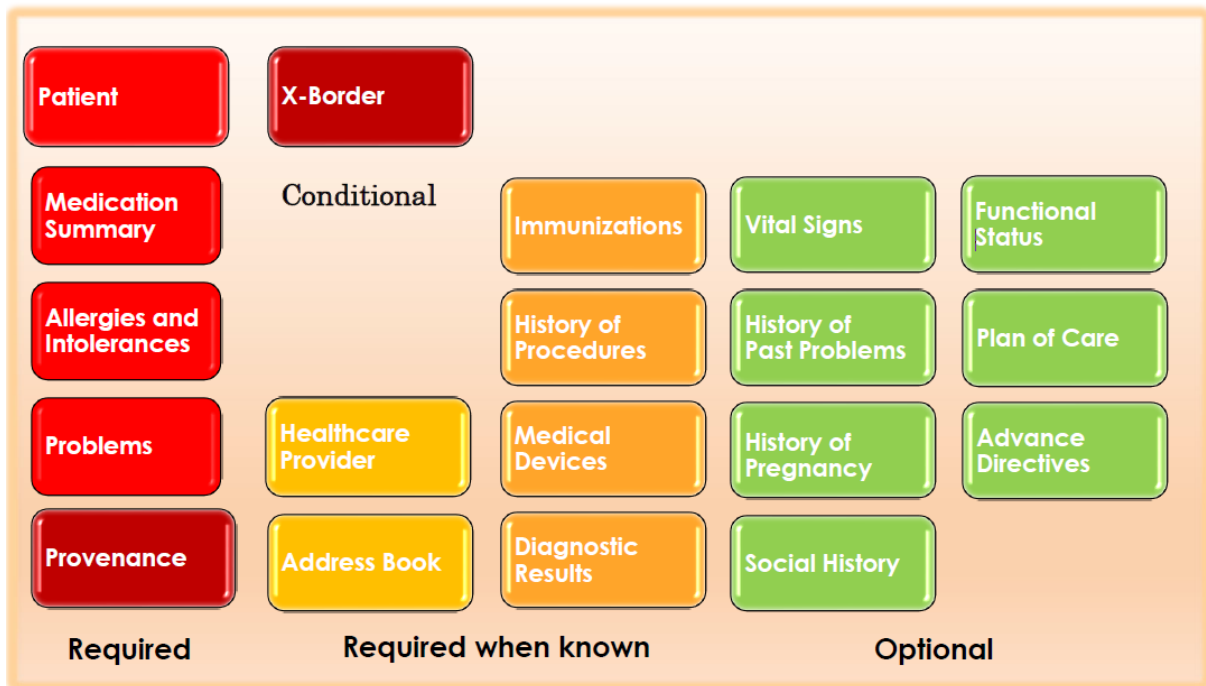 Patient
X-Border
Medication
Summary
Conditional
Immunizations
Vital Signs
Functional
Status
Allergies and
Intolerances
History of
Procedures
History of
Past Problems
Plan of Care
Problems
Healthcare
Provider
Medical
Devices
History of
Pregnancy
Advance
Directives
Provenance
Address Book
Diagnostic
Results
Social History
Required
Required when known
Optional